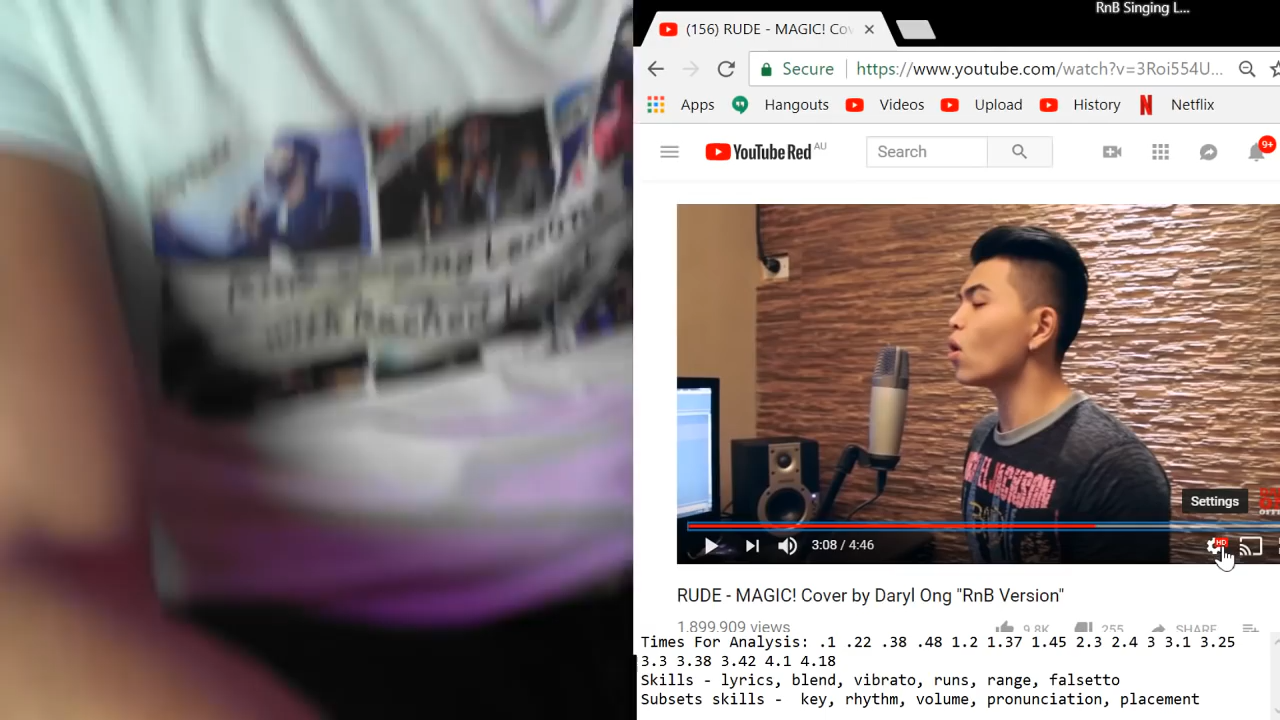 RnB Singing L...
(156) RUDE - MAGIC! Cov
Secure https://www.youtube.com/watch?v=3Roi554U...
Apps Hangouts Videos Upload History Netflix
YouTube Red AU Search 9+
Singing
with Rachel
Settings
HD
3:08 / 4:46
RUDE - MAGIC! Cover by Daryl Ong "RnB Version"
1,899,909 views 9.8K 255 SHARE
Times For Analysis: .1 .22 .38 .48 1.2 1.37 1.45 2.3 2.4 3 3.1 3.25
3.3 3.38 3.42 4.1 4.18
Skills - lyrics, blend, vibrato, runs, range, falsetto
Subsets skills - key, rhythm, volume, pronunciation, placement